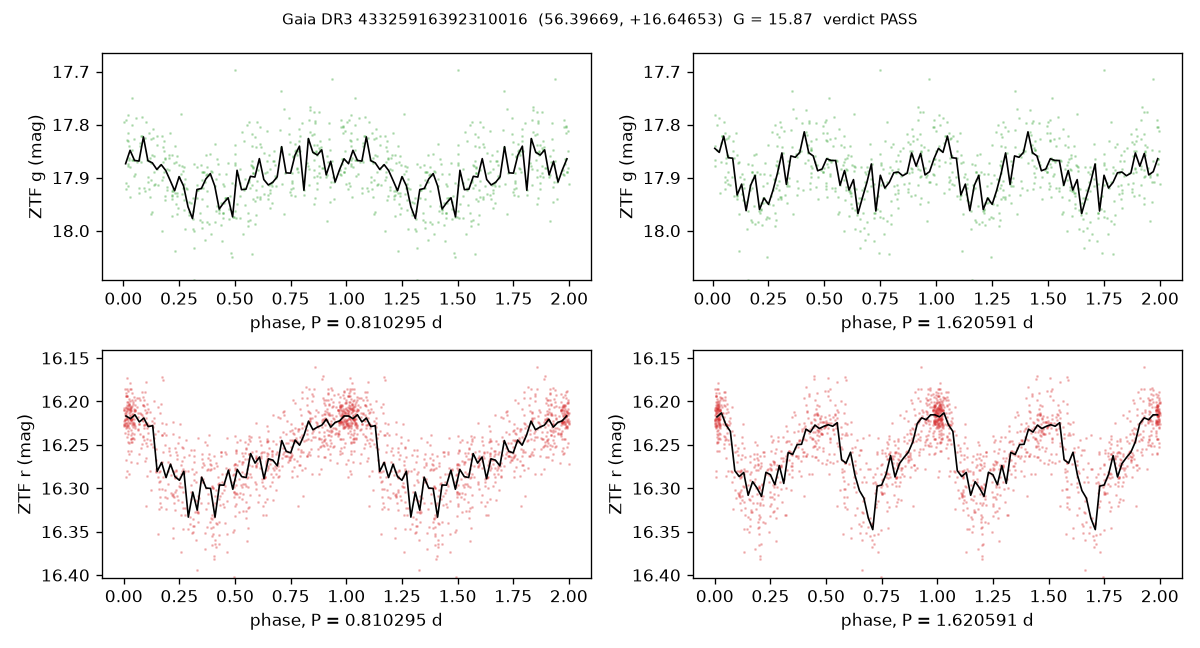 Gaia DR3 43325916392310016 (56.39669, +16.64653) G = 15.87 verdict PASS
17.7
17.8
17.9
18.0
ZTF g (mag)
0.00 0.25 0.50 0.75 1.00 1.25 1.50 1.75 2.00
phase, P = 0.810295 d
17.7
17.8
17.9
18.0
ZTF g (mag)
0.00 0.25 0.50 0.75 1.00 1.25 1.50 1.75 2.00
phase, P = 1.620591 d
16.15
16.20
16.25
16.30
16.35
16.40
ZTF r (mag)
0.00 0.25 0.50 0.75 1.00 1.25 1.50 1.75 2.00
phase, P = 0.810295 d
16.15
16.20
16.25
16.30
16.35
16.40
ZTF r (mag)
0.00 0.25 0.50 0.75 1.00 1.25 1.50 1.75 2.00
phase, P = 1.620591 d